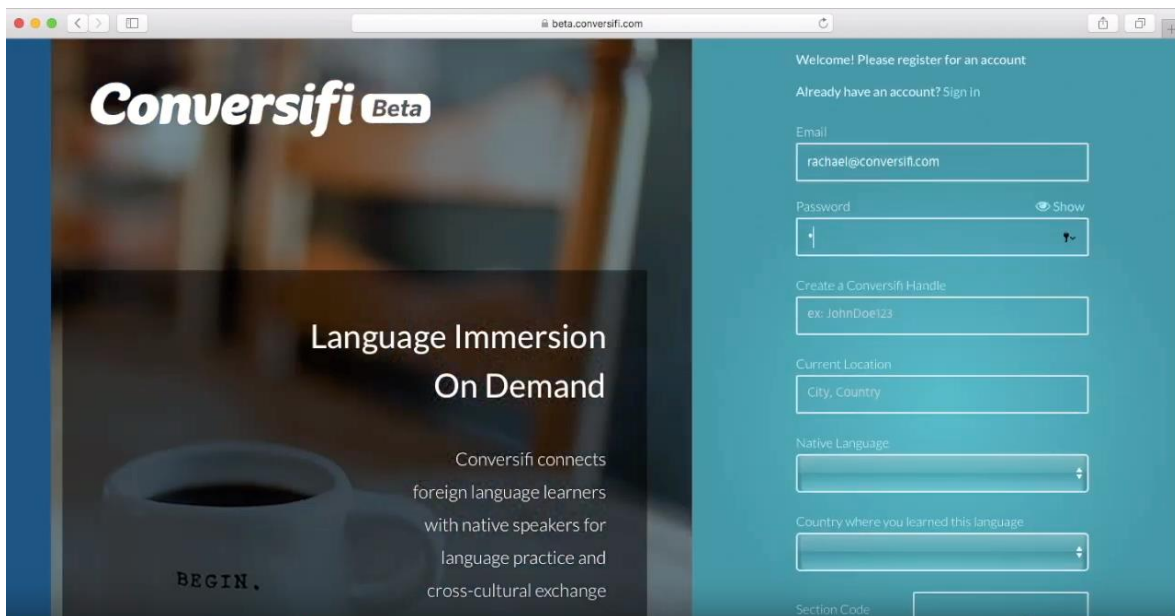 beta.conversifi.com
Conversifi Beta
Language Immersion
On Demand
Conversifi connects
foreign language learners
with native speakers for
language practice and
cross-cultural exchange
BEGIN.
Welcome! Please register for an account
Already have an account? Sign in
Email
rachael@conversifi.com
Password Show
Create a Conversifi Handle
ex: JohnDoe123
Current Location
City, Country
Native Language
Country where you learned this language
Section Code